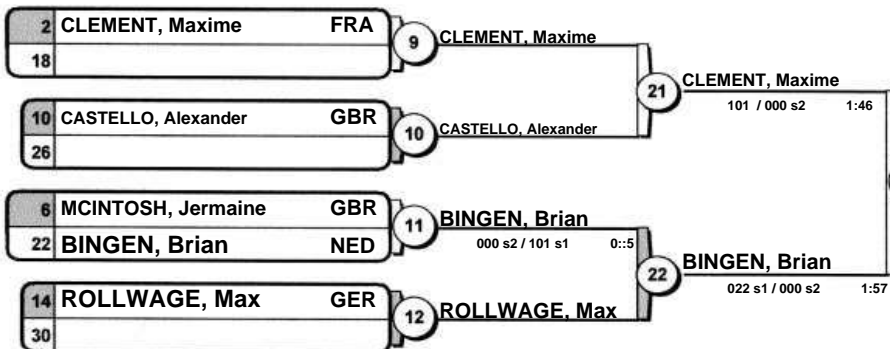 2 CLEMENT, Maxime FRA
18
9
CLEMENT, Maxime
10 CASTELLO, Alexander GBR
26
10
CASTELLO, Alexander
21
CLEMENT, Maxime
101 / 000 s2 1:46
6 MCINTOSH, Jermaine GBR
22 BINGEN, Brian NED
11
BINGEN, Brian
000 s2 / 101 s1 0::5
14 ROLLWAGE, Max GER
30
12
ROLLWAGE, Max
22
BINGEN, Brian
022 s1 / 000 s2 1:57